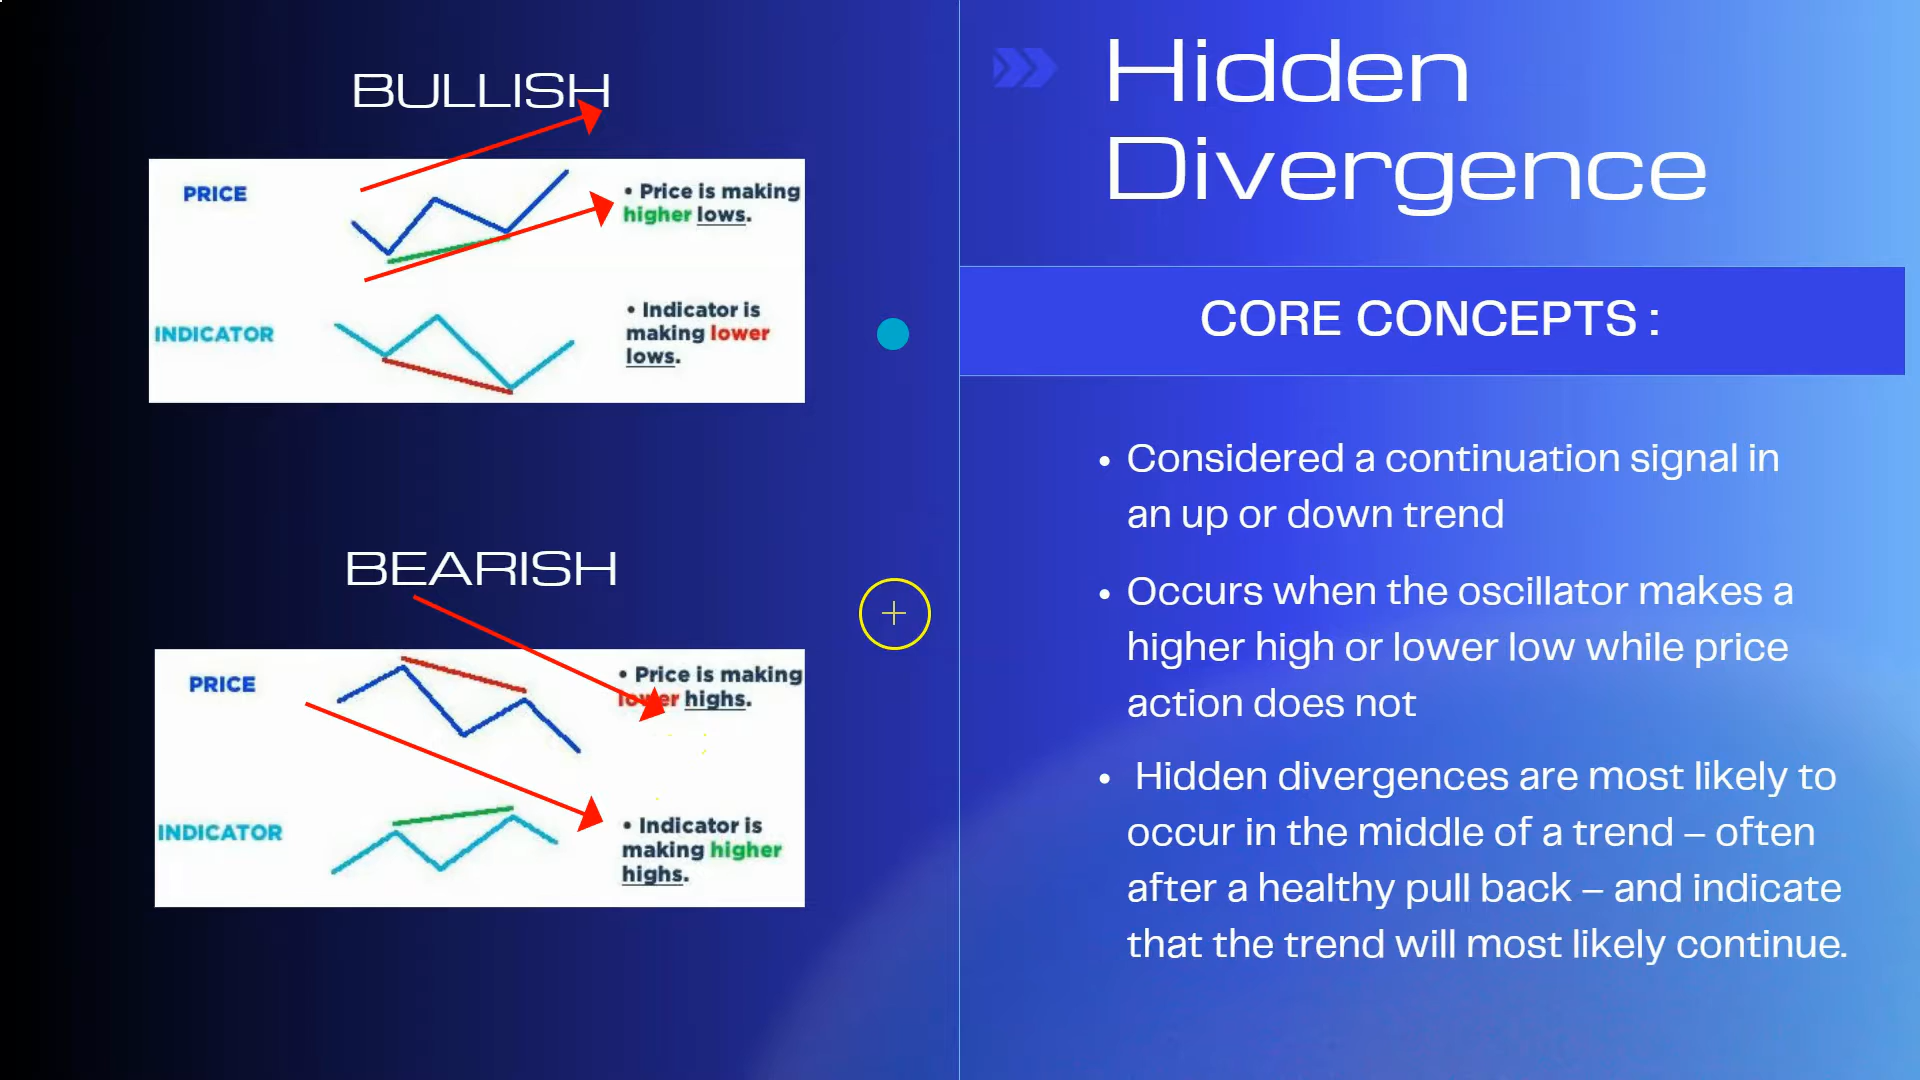 BULLISH
PRICE
• Price is making
higher lows.
INDICATOR
• Indicator is
making lower
lows.
BEARISH
PRICE
• Price is making
lower highs.
INDICATOR
• Indicator is
making higher
highs.
Hidden
Divergence
CORE CONCEPTS :
• Considered a continuation signal in
an up or down trend
• Occurs when the oscillator makes a
higher high or lower low while price
action does not
• Hidden divergences are most likely to
occur in the middle of a trend – often
after a healthy pull back – and indicate
that the trend will most likely continue.